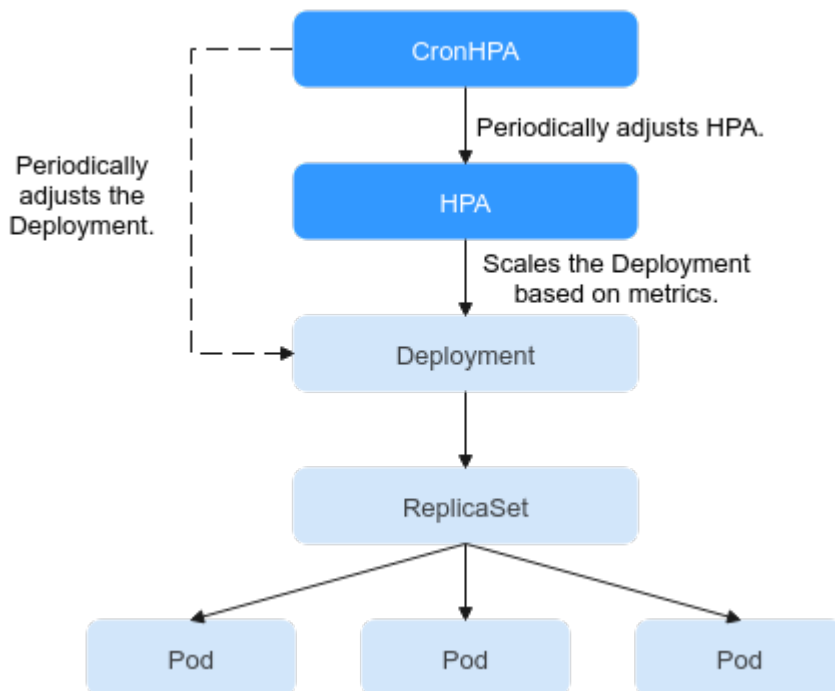 CronHPA
Periodically adjusts HPA.
Periodically
adjusts the
Deployment.
HPA
Scales the Deployment
based on metrics.
Deployment
ReplicaSet
Pod
Pod
Pod